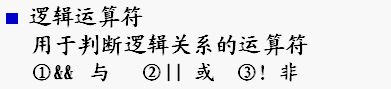 逻辑运算符
用于判断逻辑关系的运算符
①&& 与 ②|| 或 ③! 非